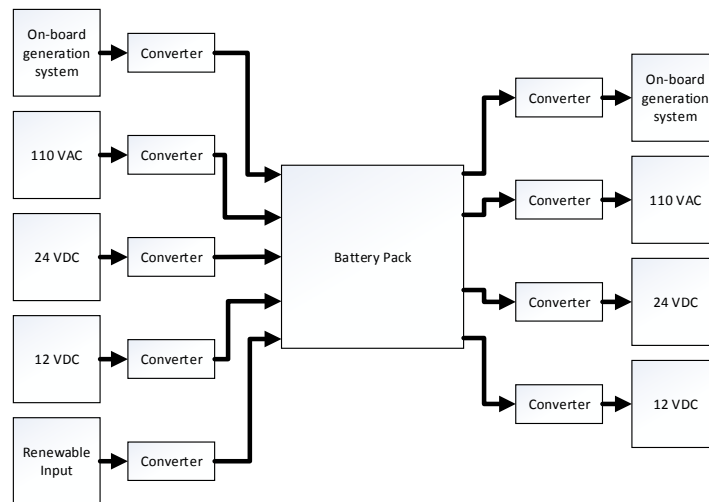 On-board
generation
system
Converter
110 VAC
Converter
24 VDC
Converter
12 VDC
Converter
Renewable
Input
Converter
Battery Pack
Converter
On-board
generation
system
Converter
110 VAC
Converter
24 VDC
Converter
12 VDC